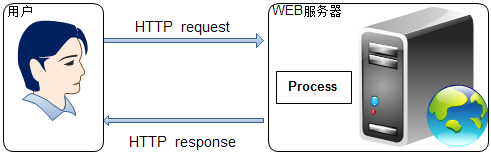 用户
WEB服务器
HTTP request
Process
HTTP response